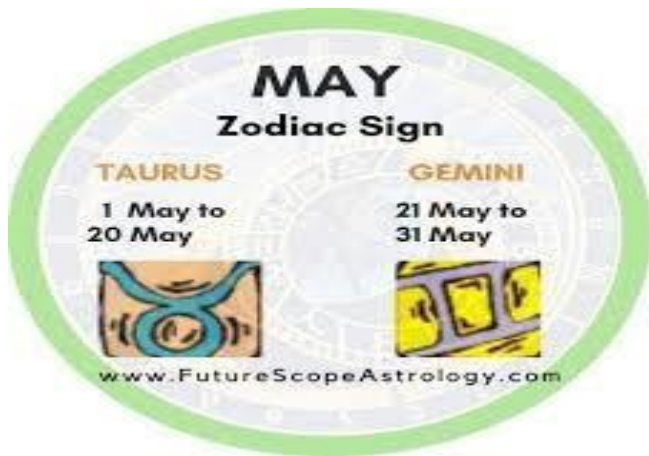 MAY
Zodiac Sign
TAURUS
1 May to
20 May
GEMINI
21 May to
31 May
www.FutureScopeAstrology.com